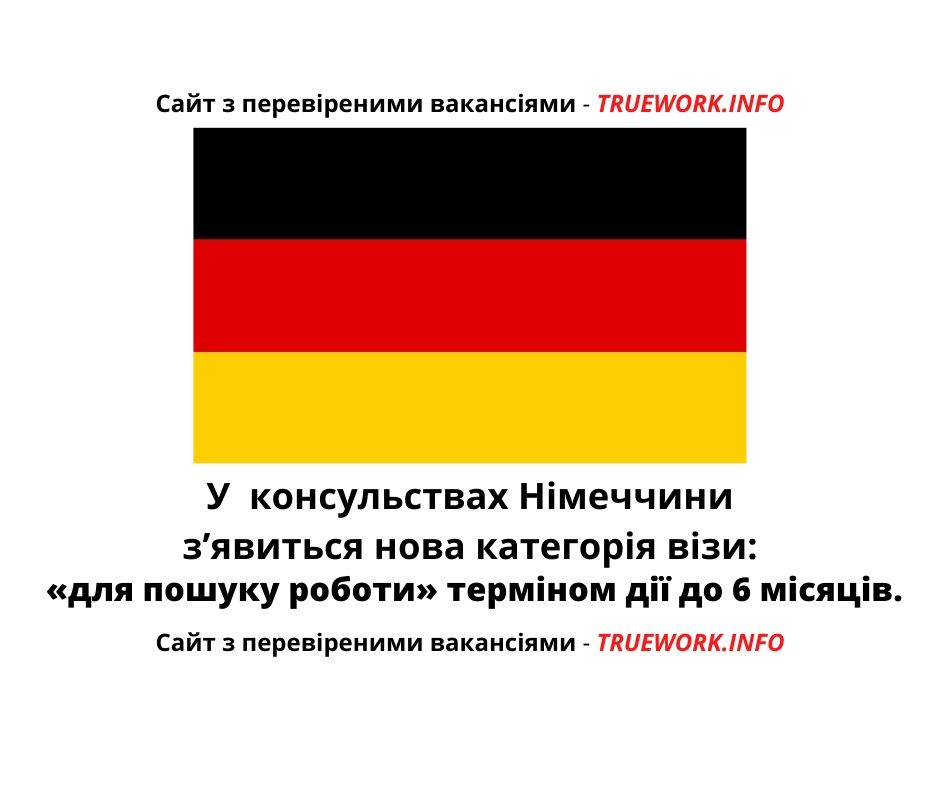 Сайт з перевіреними вакансіями - TRUEWORK.INFO
У консульствах Німеччини
з’явиться нова категорія візи:
«для пошуку роботи» терміном дії до 6 місяців.
Сайт з перевіреними вакансіями - TRUEWORK.INFO